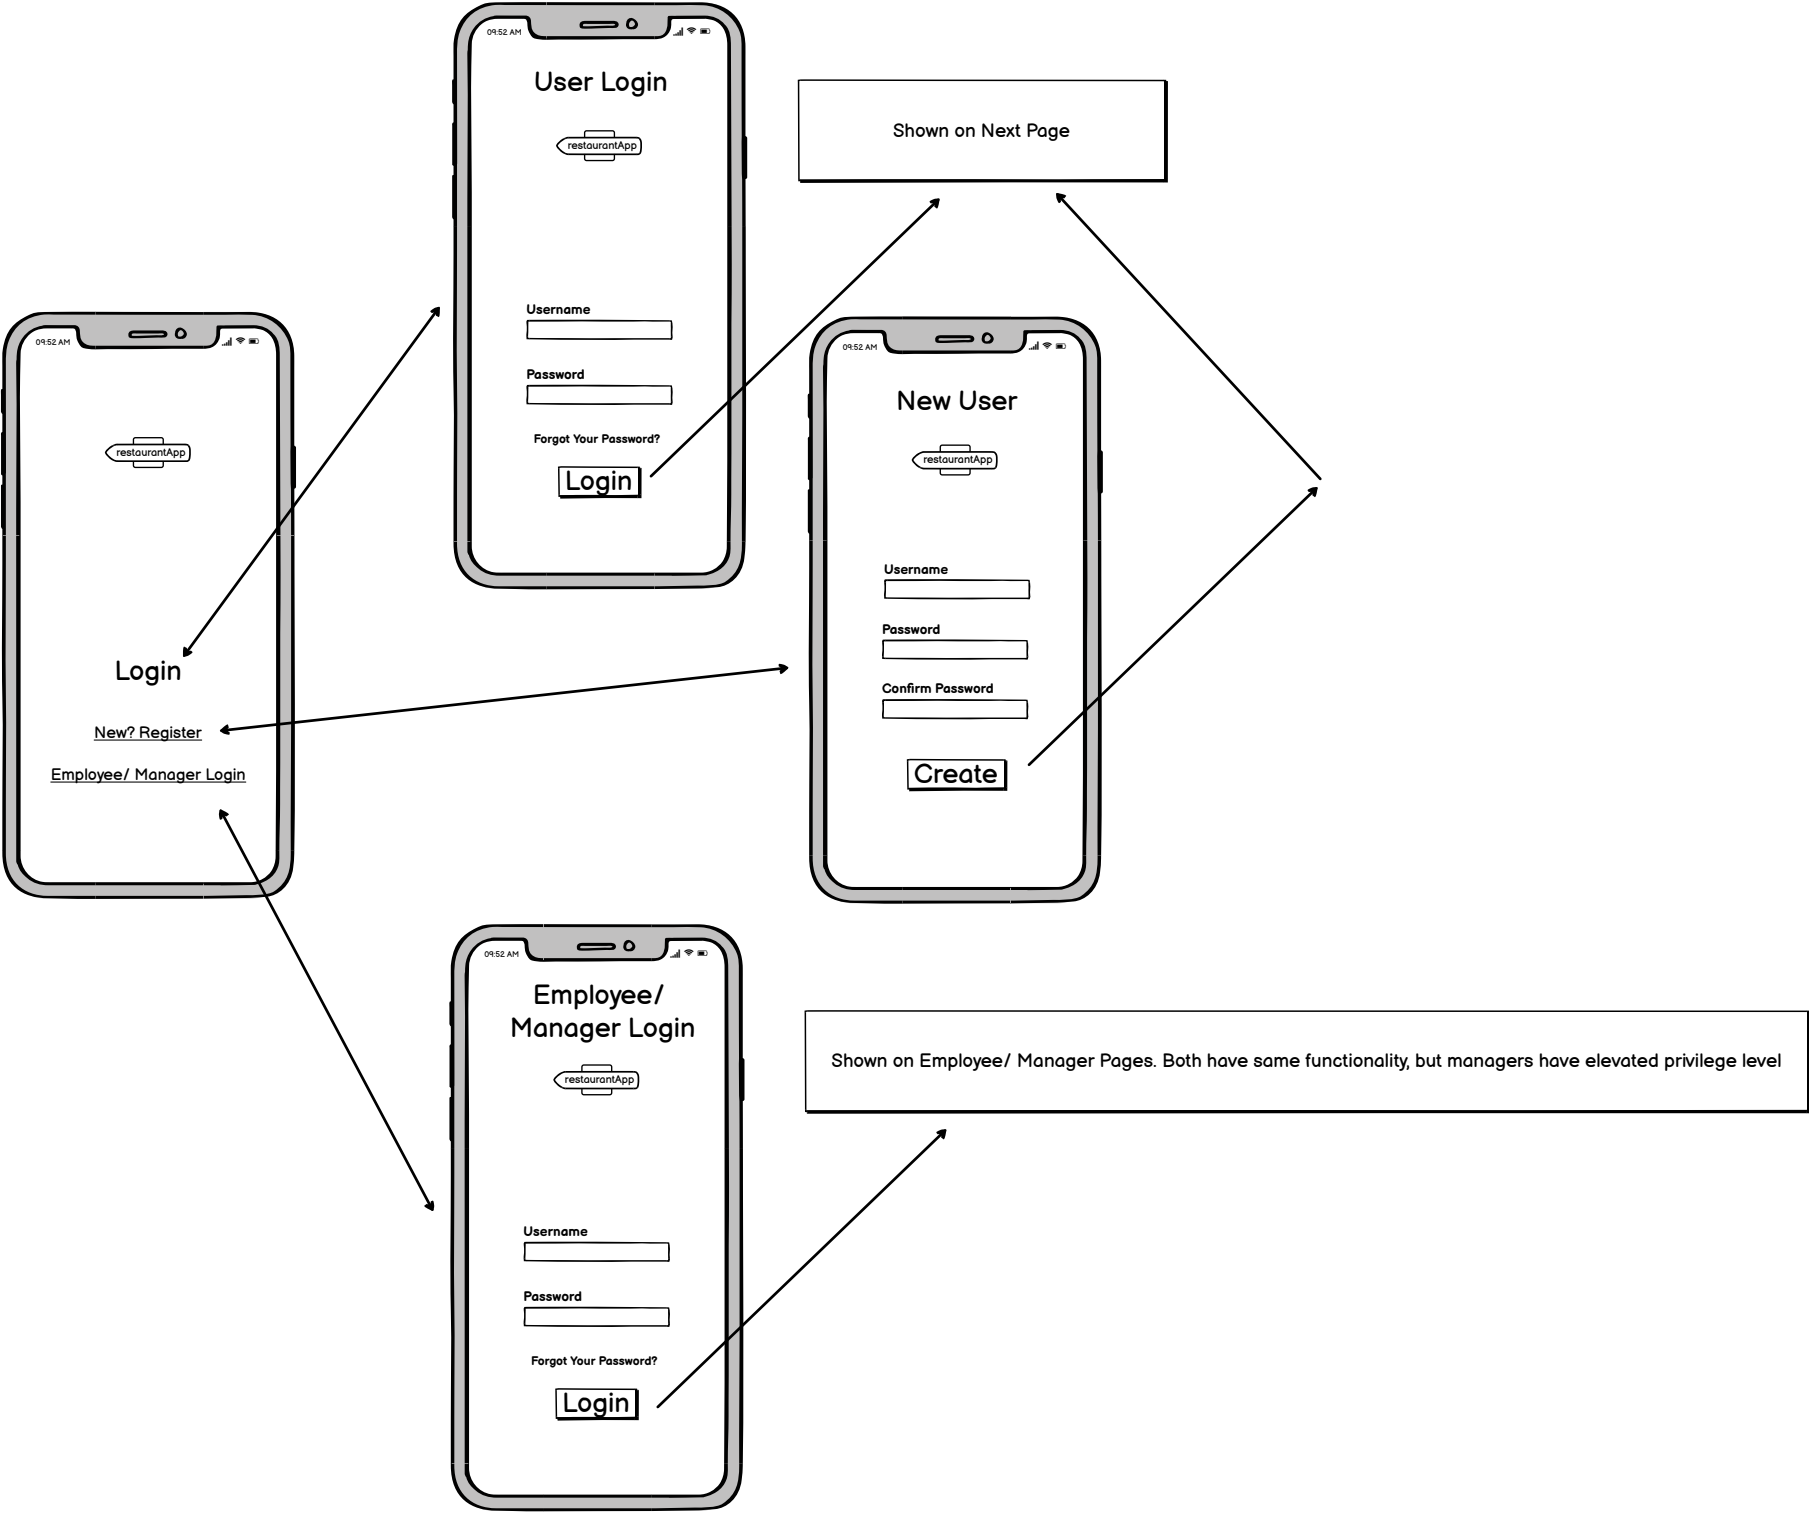 09:52 AM
User Login
restaurantApp
Username
Password
Forgot Your Password?
Login
Shown on Next Page
09:52 AM
restaurantApp
Login
New? Register
Employee/ Manager Login
09:52 AM
New User
restaurantApp
Username
Password
Confirm Password
Create
09:52 AM
Employee/
Manager Login
restaurantApp
Username
Password
Forgot Your Password?
Login
Shown on Employee/ Manager Pages. Both have same functionality, but managers have elevated privilege level